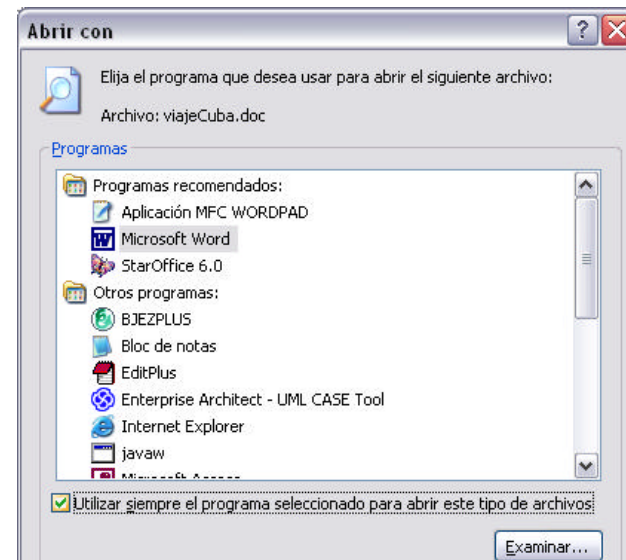 Abrir con
Elija el programa que desea usar para abrir el siguiente archivo:
Archivo: viajeCuba.doc
Programas
Programas recomendados:
Aplicación MFC WORDPAD
Microsoft Word
StarOffice 6.0
Otros programas:
BJEZPLUS
Bloc de notas
EditPlus
Enterprise Architect - UML CASE Tool
Internet Explorer
javaw
Microsoft Access
Utilizar siempre el programa seleccionado para abrir este tipo de archivos
Examinar...